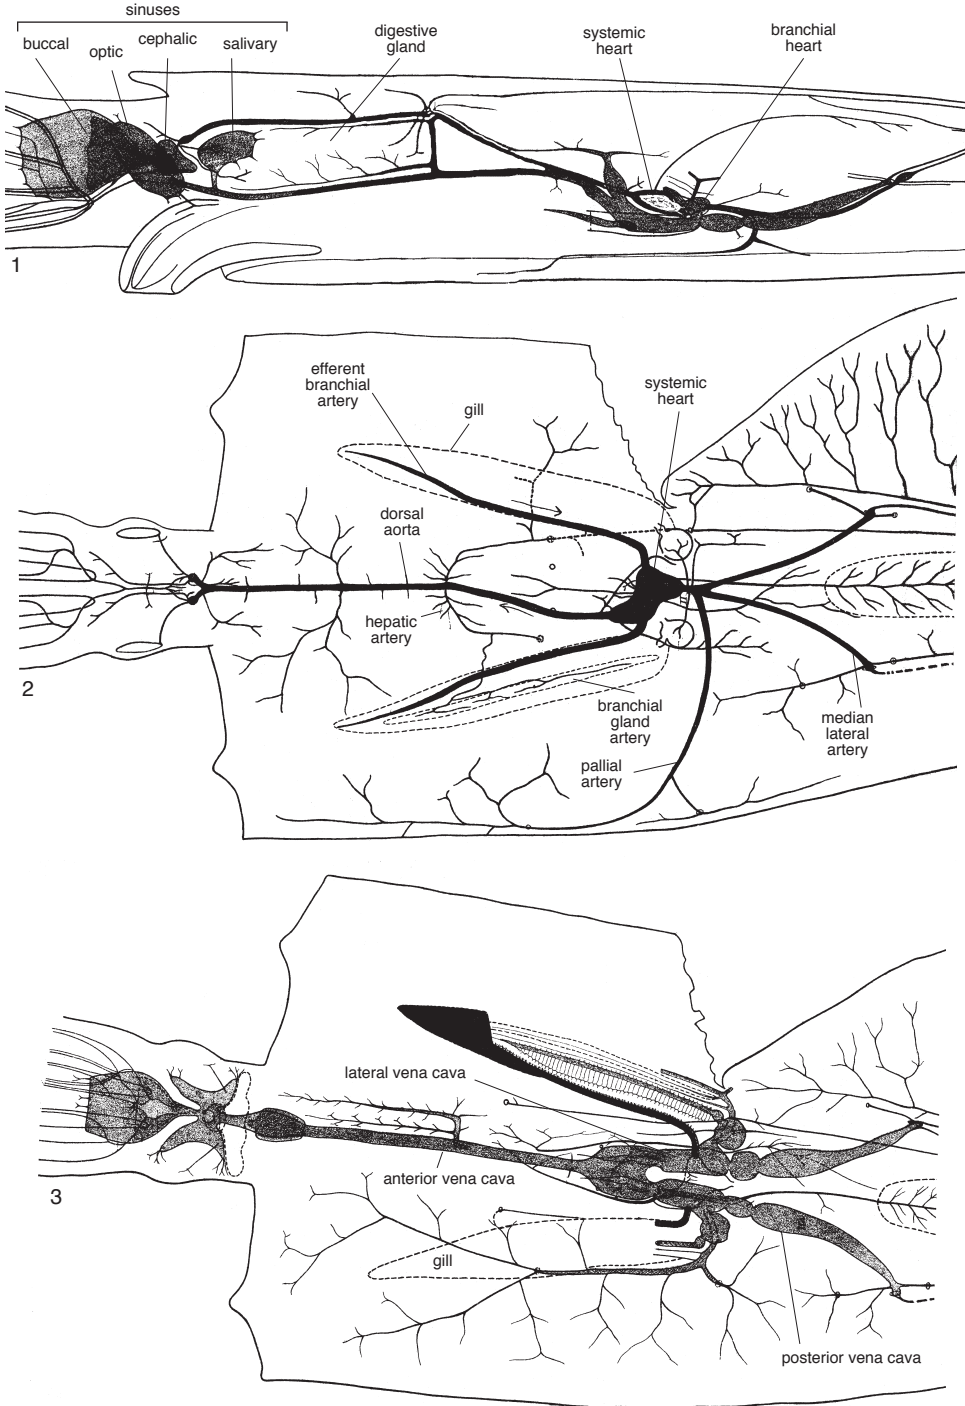 sinuses
buccal
optic
cephalic
salivary
digestive
gland
systemic
heart
branchial
heart
1
efferent
branchial
artery
gill
systemic
heart
dorsal
aorta
hepatic
artery
2
branchial
gland
artery
pallial
artery
median
lateral
artery
lateral vena cava
anterior vena cava
3
gill
posterior vena cava